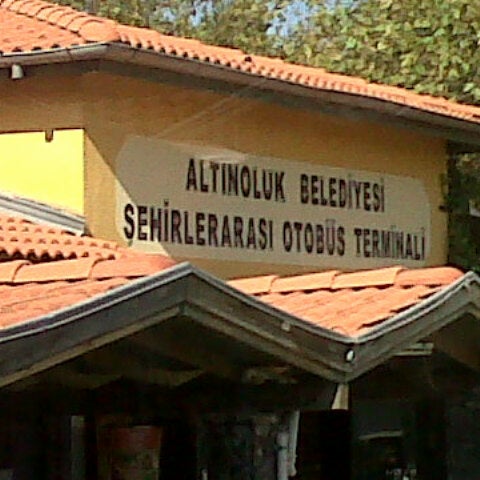 ALTINOLUK BELEDİYESİ
ŞEHİRLERARASI OTOBÜS TERMİNALİ